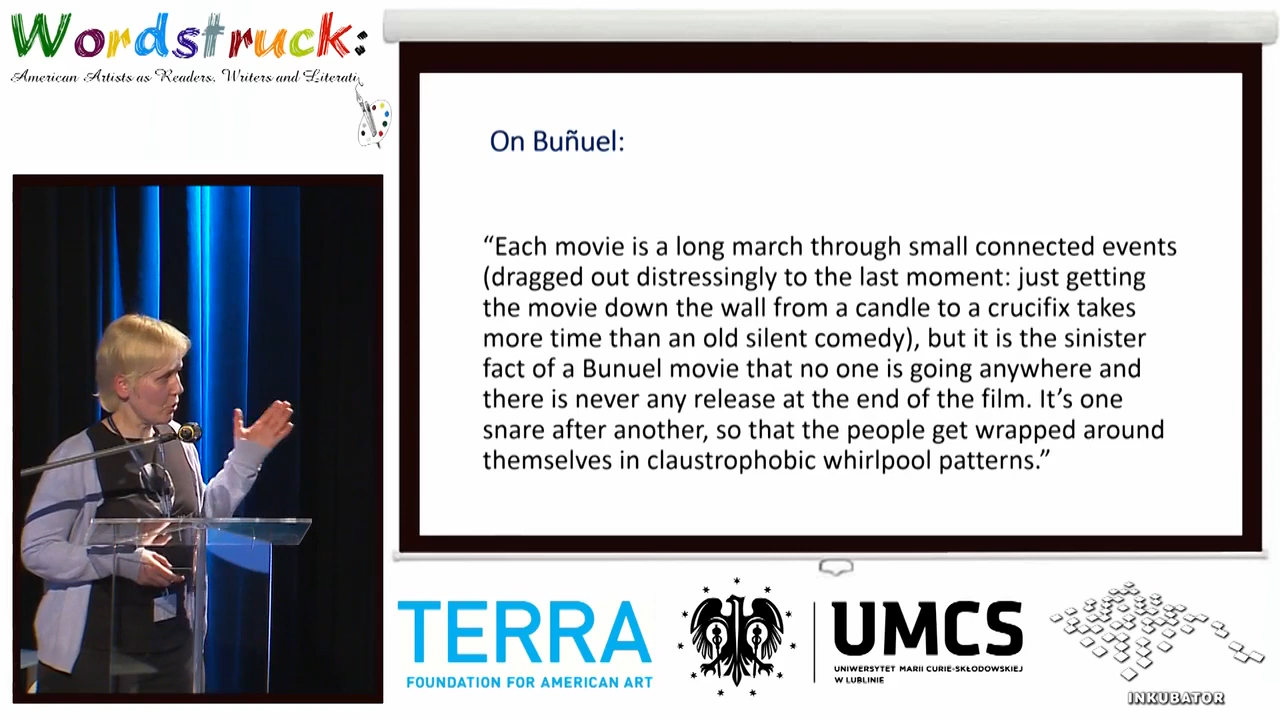 Wordstruck:
American Artists as Readers, Writers and Literati
On Buñuel:
“Each movie is a long march through small connected events
(dragged out distressingly to the last moment: just getting
the movie down the wall from a candle to a crucifix takes
more time than an old silent comedy), but it is the sinister
fact of a Bunuel movie that no one is going anywhere and
there is never any release at the end of the film. It’s one
snare after another, so that the people get wrapped around
themselves in claustrophobic whirlpool patterns.”
TERRA
FOUNDATION FOR AMERICAN ART
UMCS
UNIWERSYTET MARII CURIE-SKŁODOWSKIEJ
W LUBLINIE
INKUBATOR